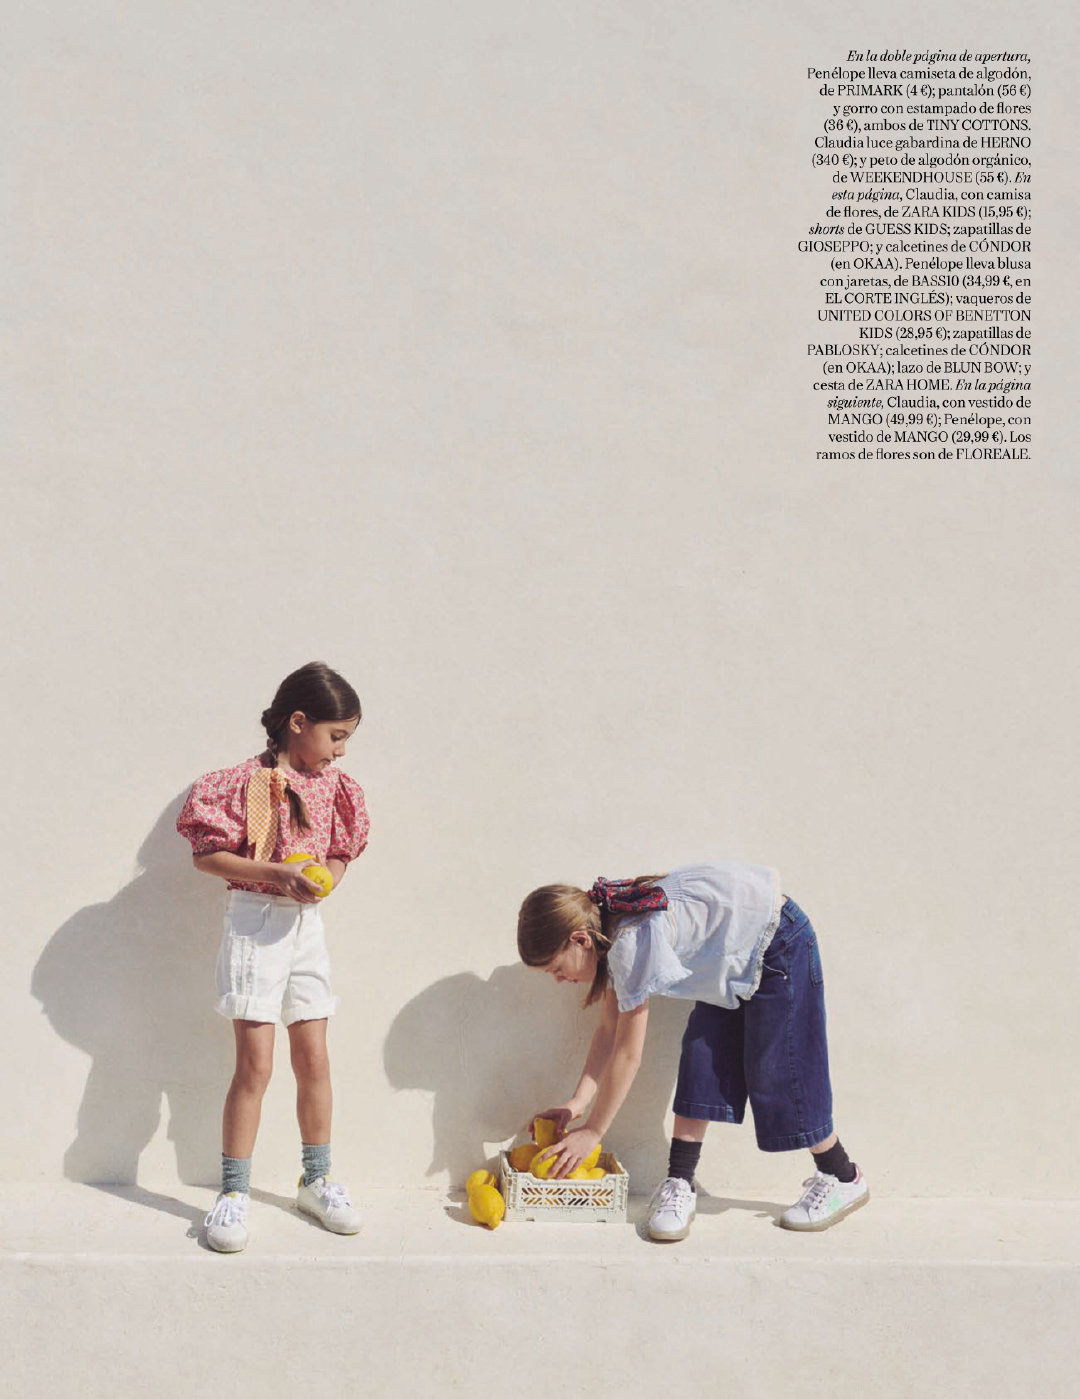 En la doble página de apertura,
Penélope lleva camiseta de algodón,
de PRIMARK (4 €); pantalón (56 €)
y gorro con estampado de flores
(36 €), ambos de TINY COTTONS.
Claudia luce gabardina de HERNO
(340 €); y peto de algodón orgánico,
de WEEKENDHOUSE (55 €). En
esta página, Claudia, con camisa
de flores, de ZARA KIDS (15,95 €);
shorts de GUESS KIDS; zapatillas de
GIOSEPPO; y calcetines de CÓNDOR
(en OKAA). Penélope lleva blusa
con jaretas, de BASS10 (34,99 €, en
EL CORTE INGLÉS); vaqueros de
UNITED COLORS OF BENETTON
KIDS (28,95 €); zapatillas de
PABLOSKY; calcetines de CÓNDOR
(en OKAA); lazo de BLUN BOW; y
cesta de ZARA HOME. En la página
siguiente, Claudia, con vestido de
MANGO (49,99 €); Penélope, con
vestido de MANGO (29,99 €). Los
ramos de flores son de FLOREALE.